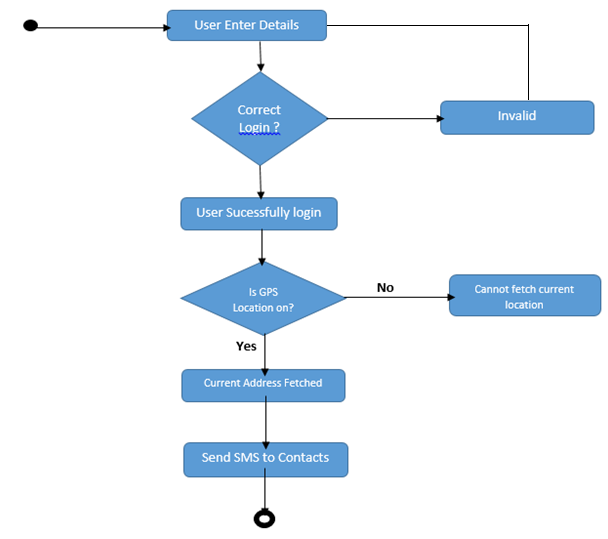 User Enter Details
Correct
Login ?
Invalid
User Sucessfully login
Is GPS
Location on?
No
Cannot fetch current
location
Yes
Current Address Fetched
Send SMS to Contacts